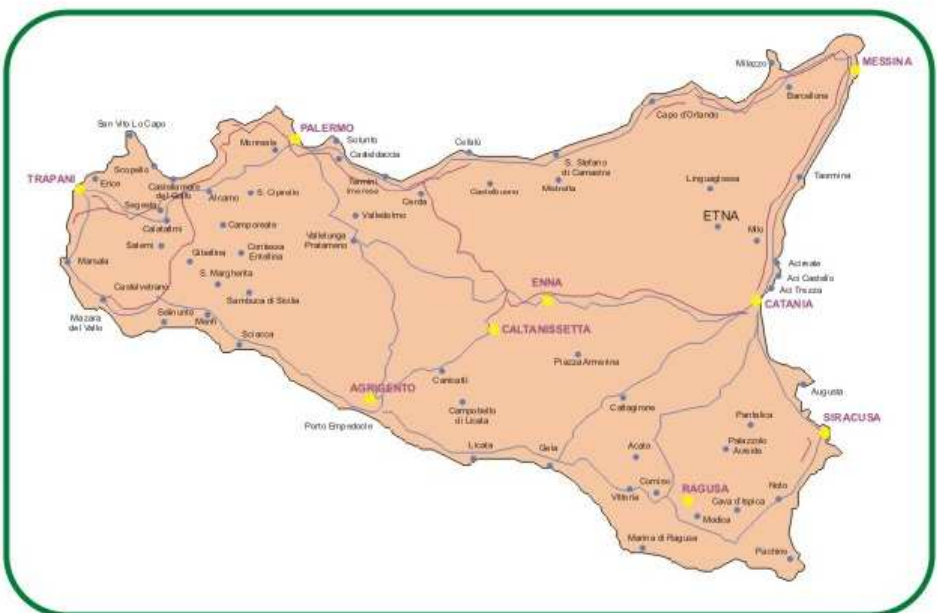 MESSINA
Milazzo
Barcellona
Capo d'Orlando
San Vito Lo Capo
PALERMO
Solunto
Monreale
Casteldaccia
Cefalù
Scopello
TRAPANI
Erice
Castellamare
del Golfo
Alcamo
S. Cipirello
Termini
Imerese
Cerda
Castelbuono
S. Stefano
di Camastra
Mistretta
Linguaglossa
Taormina
Segesta
Calatafimi
Camporeale
Valledolmo
ETNA
Milo
Salemi
Gibellina
Contessa
Entellina
Vallelunga
Pratameno
Marsala
S. Margherita
Acireale
Aci Castello
Aci Trezza
Castelvetrano
Sambuca di Sicilia
ENNA
CATANIA
Mazara
del Vallo
Selinunte
Menfi
Sciacca
CALTANISSETTA
Piazza Armerina
Canicatti
AGRIGENTO
Augusta
Porto Empedocle
Campobello
di Licata
Caltagirone
Pantalica
SIRACUSA
Licata
Gela
Acate
Palazzolo
Acreide
Vittoria
Comiso
RAGUSA
Cava d'Ispica
Noto
Modica
Marina di Ragusa
Pachino